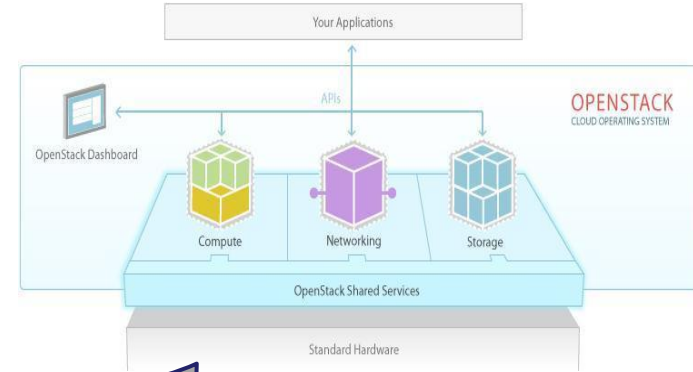 Your Applications
APIs
OPENSTACK
CLOUD OPERATING SYSTEM
OpenStack Dashboard
Compute
Networking
Storage
OpenStack Shared Services
Standard Hardware